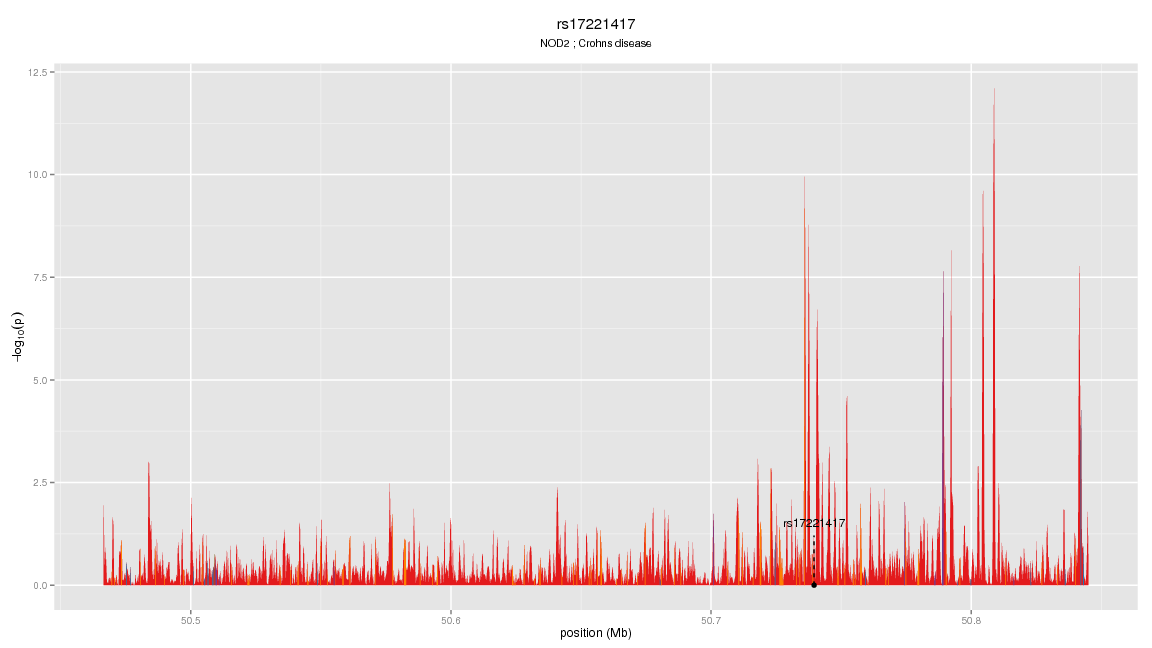 rs17221417
NOD2 ; Crohns disease
12.5
10.0
7.5
5.0
2.5
0.0
−log10(p)
rs17221417
50.5 50.6 50.7 50.8
position (Mb)